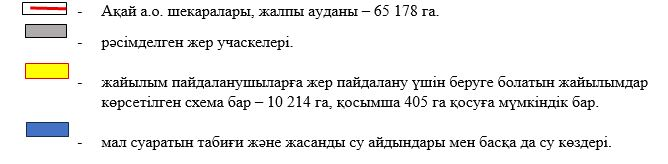 - Ақай а.о. шекаралары, жалпы ауданы – 65 178 га.
- рәсімделген жер учаскелері.
- жайылым пайдаланушыларға жер пайдалану үшін беруге болатын жайылымдар
көрсетілген схема бар – 10 214 га, қосымша 405 га қосуға мүмкіндік бар.
- мал суаратын табиғи және жасанды су айдындары мен басқа да су көздері.